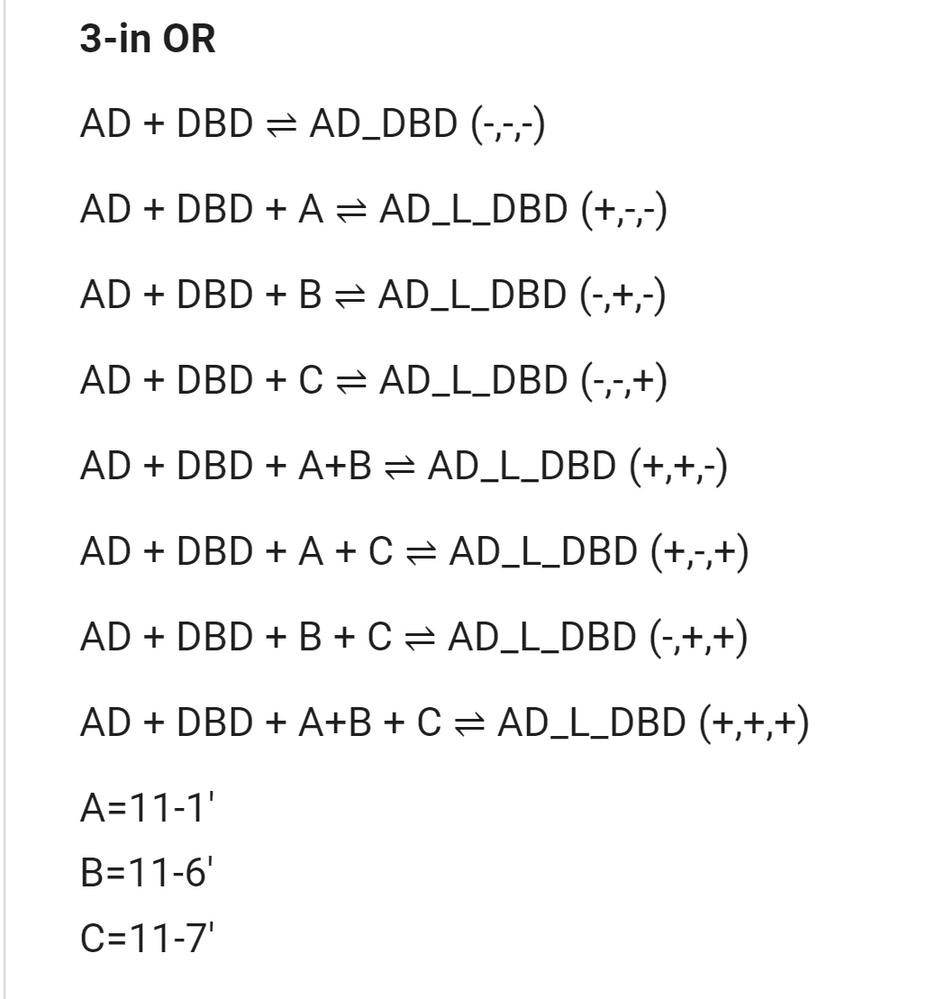 3-in OR
AD + DBD ⇌ AD_DBD (-,-,-)
AD + DBD + A ⇌ AD_L_DBD (+,-,-)
AD + DBD + B ⇌ AD_L_DBD (-,+,-)
AD + DBD + C ⇌ AD_L_DBD (-,-,+)
AD + DBD + A+B ⇌ AD_L_DBD (+,+,-)
AD + DBD + A + C ⇌ AD_L_DBD (+,-,+)
AD + DBD + B + C ⇌ AD_L_DBD (-,+,+)
AD + DBD + A+B + C ⇌ AD_L_DBD (+,+,+)
A=11-1'
B=11-6'
C=11-7'